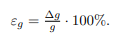 ε_g = Δg/g · 100%.